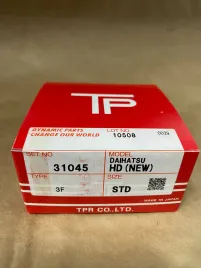 TP
DYNAMIC PARTS
CHANGE OUR WORLD
LOT NO.
10508
SET NO
31045
MODEL
DAIHATSU
HD (NEW)
TYPE
3F
SIZE
STD
MADE IN JAPAN
TPR CO.,LTD.